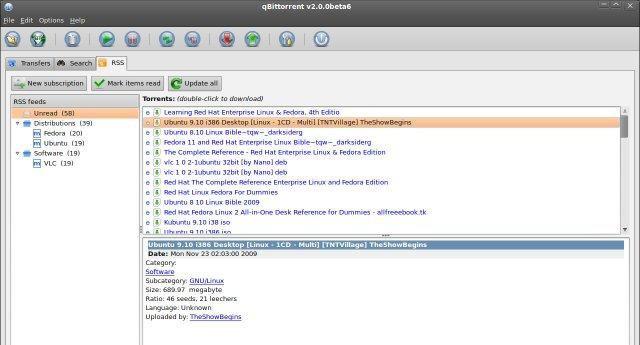 qBittorrent v2.0.0beta6
File Edit Options Help
Transfers Search RSS
New subscription Mark items read Update all
RSS feeds
Unread (58)
Distributions (39)
Fedora (20)
Ubuntu (19)
Software (19)
VLC (19)
Torrents: (double-click to download)
Learning Red Hat Enterprise Linux & Fedora, 4th Editio
Ubuntu 9.10 i386 Desktop [Linux - 1CD - Multi] [TNTVillage] TheShowBegins
Ubuntu 8.10 Linux Bible~tqw~_darksiderg
Fedora 11 and Red Hat Enterprise Linux Bible~tqw~_darksiderg
The Complete Reference - Red Hat Enterprise Linux & Fedora Edition
vlc 1 0 2-1ubuntu 32bit [by Nano] deb
vlc 1 0 2-1ubuntu 64bit [by Nano] deb
Red Hat The Complete Reference Enterprise Linux and Fedora Edition
Red Hat Linux Fedora For Dummies
Ubuntu 8 10 Linux Bible 2009
Red Hat Fedora Linux 2 All-in-One Desk Reference for Dummies - allfreeebook.tk
Kubuntu 9.10 i38 iso
Ubuntu 9.10 i386 iso
Ubuntu 9.10 i386 Desktop [Linux - 1CD - Multi] [TNTVillage] TheShowBegins
Date: Mon Nov 23 02:03:00 2009
Category:
Software
Subcategory: GNU/Linux
Size: 689.97 megabyte
Ratio: 46 seeds, 21 leechers
Language: Unknown
Uploaded by: TheShowBegins